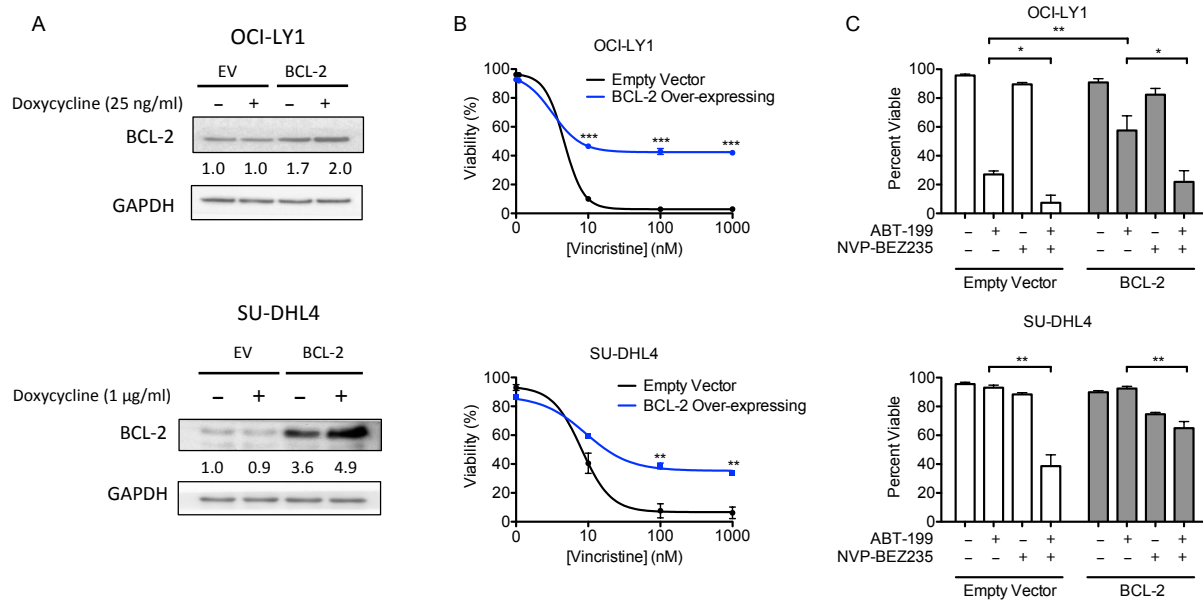 A
OCI-LY1
EV BCL-2
Doxycycline (25 ng/ml) – + – +
BCL-2
1.0 1.0 1.7 2.0
GAPDH
SU-DHL4
EV BCL-2
Doxycycline (1 µg/ml) – + – +
BCL-2
1.0 0.9 3.6 4.9
GAPDH
B
OCI-LY1
Empty Vector
BCL-2 Over-expressing
Viability (%)
100
80
60
40
20
0
*** *** ***
0 10 100 1000
[Vincristine] (nM)
SU-DHL4
Empty Vector
BCL-2 Over-expressing
Viability (%)
100
80
60
40
20
0
** **
0 10 100 1000
[Vincristine] (nM)
C
OCI-LY1
**
* *
Percent Viable
100
80
60
40
20
0
ABT-199 – + – + – + – +
NVP-BEZ235 – – + + – – + +
Empty Vector BCL-2
SU-DHL4
** **
Percent Viable
100
80
60
40
20
0
ABT-199 – + – + – + – +
NVP-BEZ235 – – + + – – + +
Empty Vector BCL-2